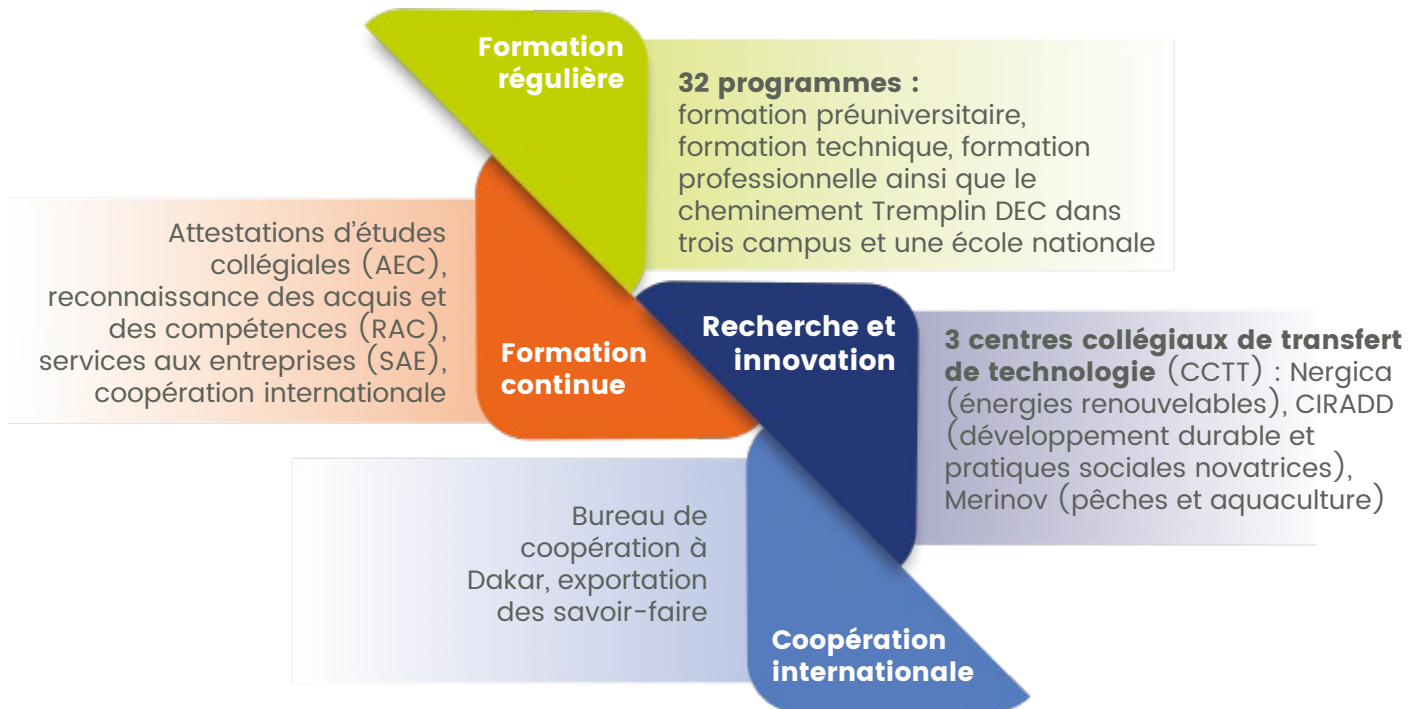 Formation
régulière
32 programmes :
formation préuniversitaire,
formation technique, formation
professionnelle ainsi que le
cheminement Tremplin DEC dans
trois campus et une école nationale
Attestations d’études
collégiales (AEC),
reconnaissance des acquis et
des compétences (RAC),
services aux entreprises (SAE),
coopération internationale
Formation
continue
Recherche et
innovation
3 centres collégiaux de transfert
de technologie (CCTT) : Nergica
(énergies renouvelables), CIRADD
(développement durable et
pratiques sociales novatrices),
Merinov (pêches et aquaculture)
Bureau de
coopération à
Dakar, exportation
des savoir-faire
Coopération
internationale